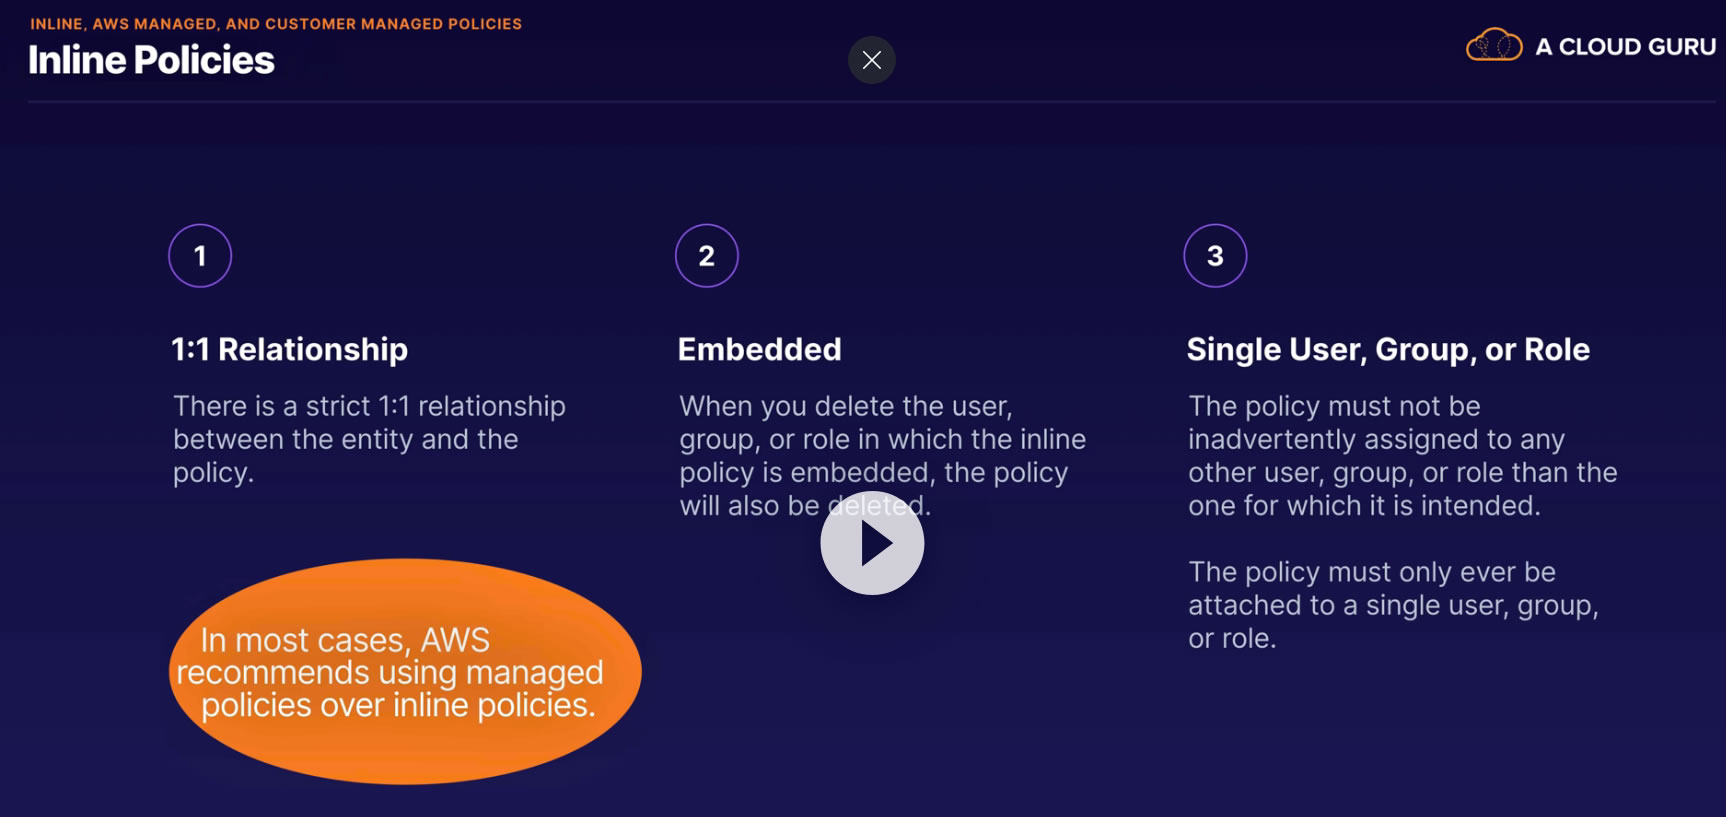 INLINE, AWS MANAGED, AND CUSTOMER MANAGED POLICIES
Inline Policies
A CLOUD GURU
1
1:1 Relationship
There is a strict 1:1 relationship
between the entity and the
policy.
In most cases, AWS
recommends using managed
policies over inline policies.
2
Embedded
When you delete the user,
group, or role in which the inline
policy is embedded, the policy
will also be deleted.
3
Single User, Group, or Role
The policy must not be
inadvertently assigned to any
other user, group, or role than the
one for which it is intended.
The policy must only ever be
attached to a single user, group,
or role.